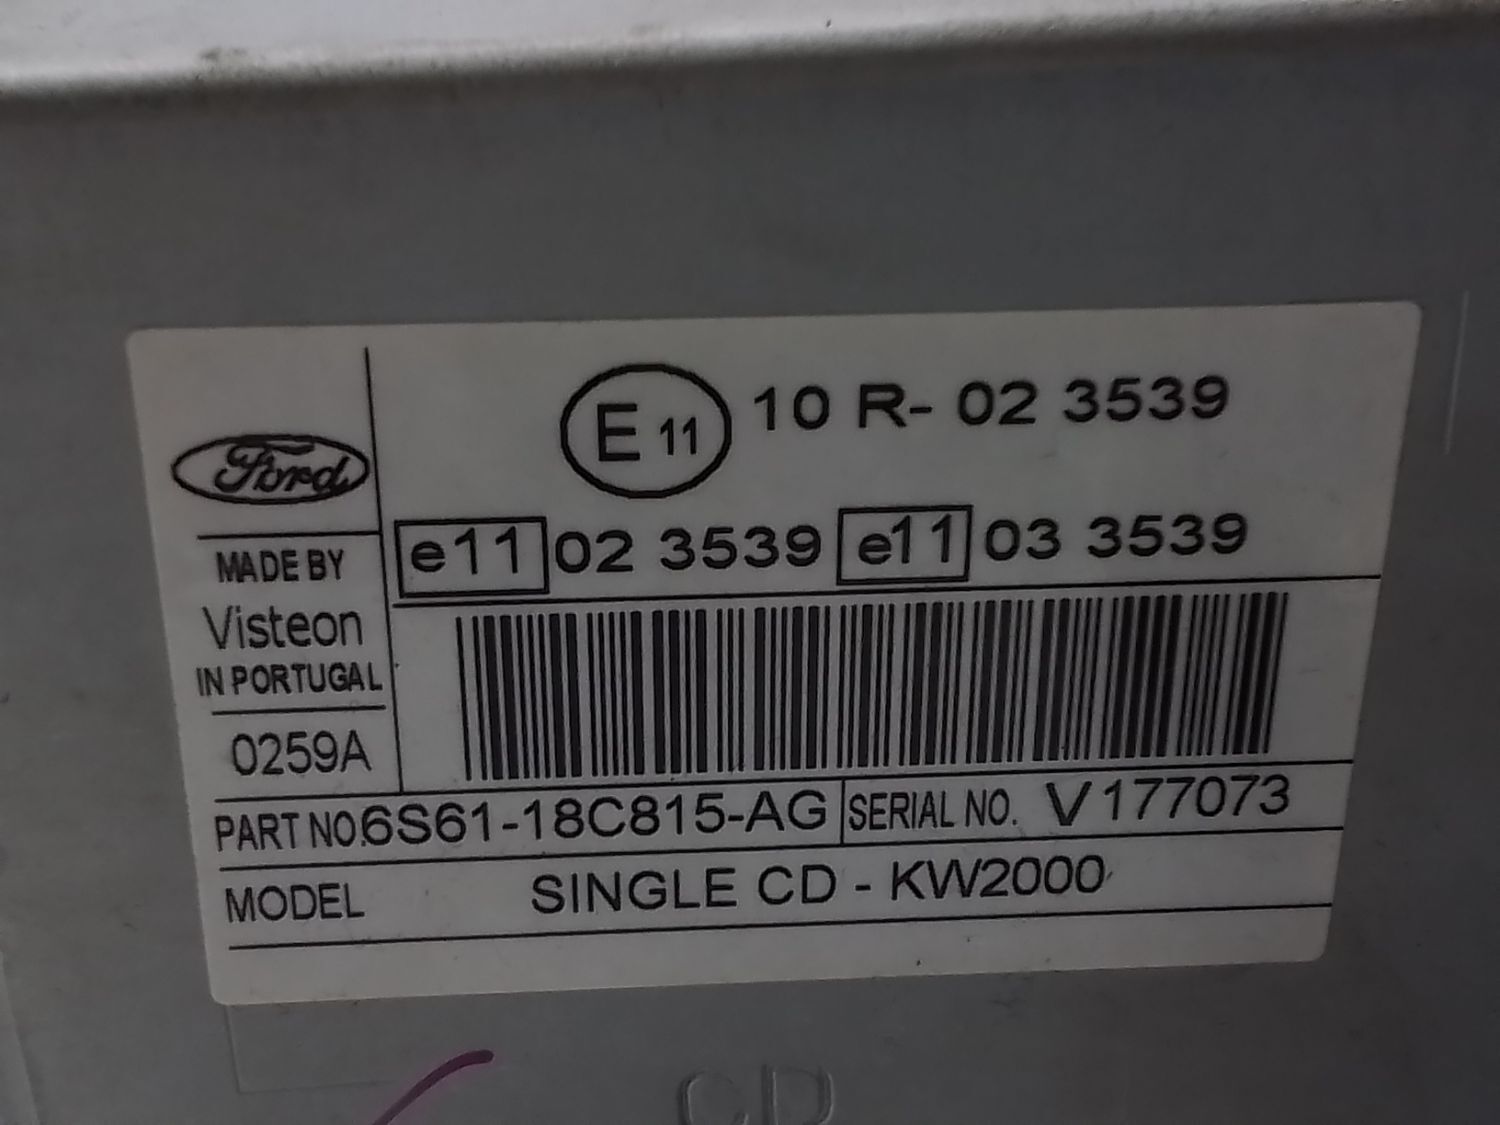 Ford
MADE BY
Visteon
IN PORTUGAL
0259A
E 11 10 R- 02 3539
e11 02 3539 e11 03 3539
PART NO. 6S61-18C815-AG SERIAL NO. V177073
MODEL SINGLE CD - KW2000
CD